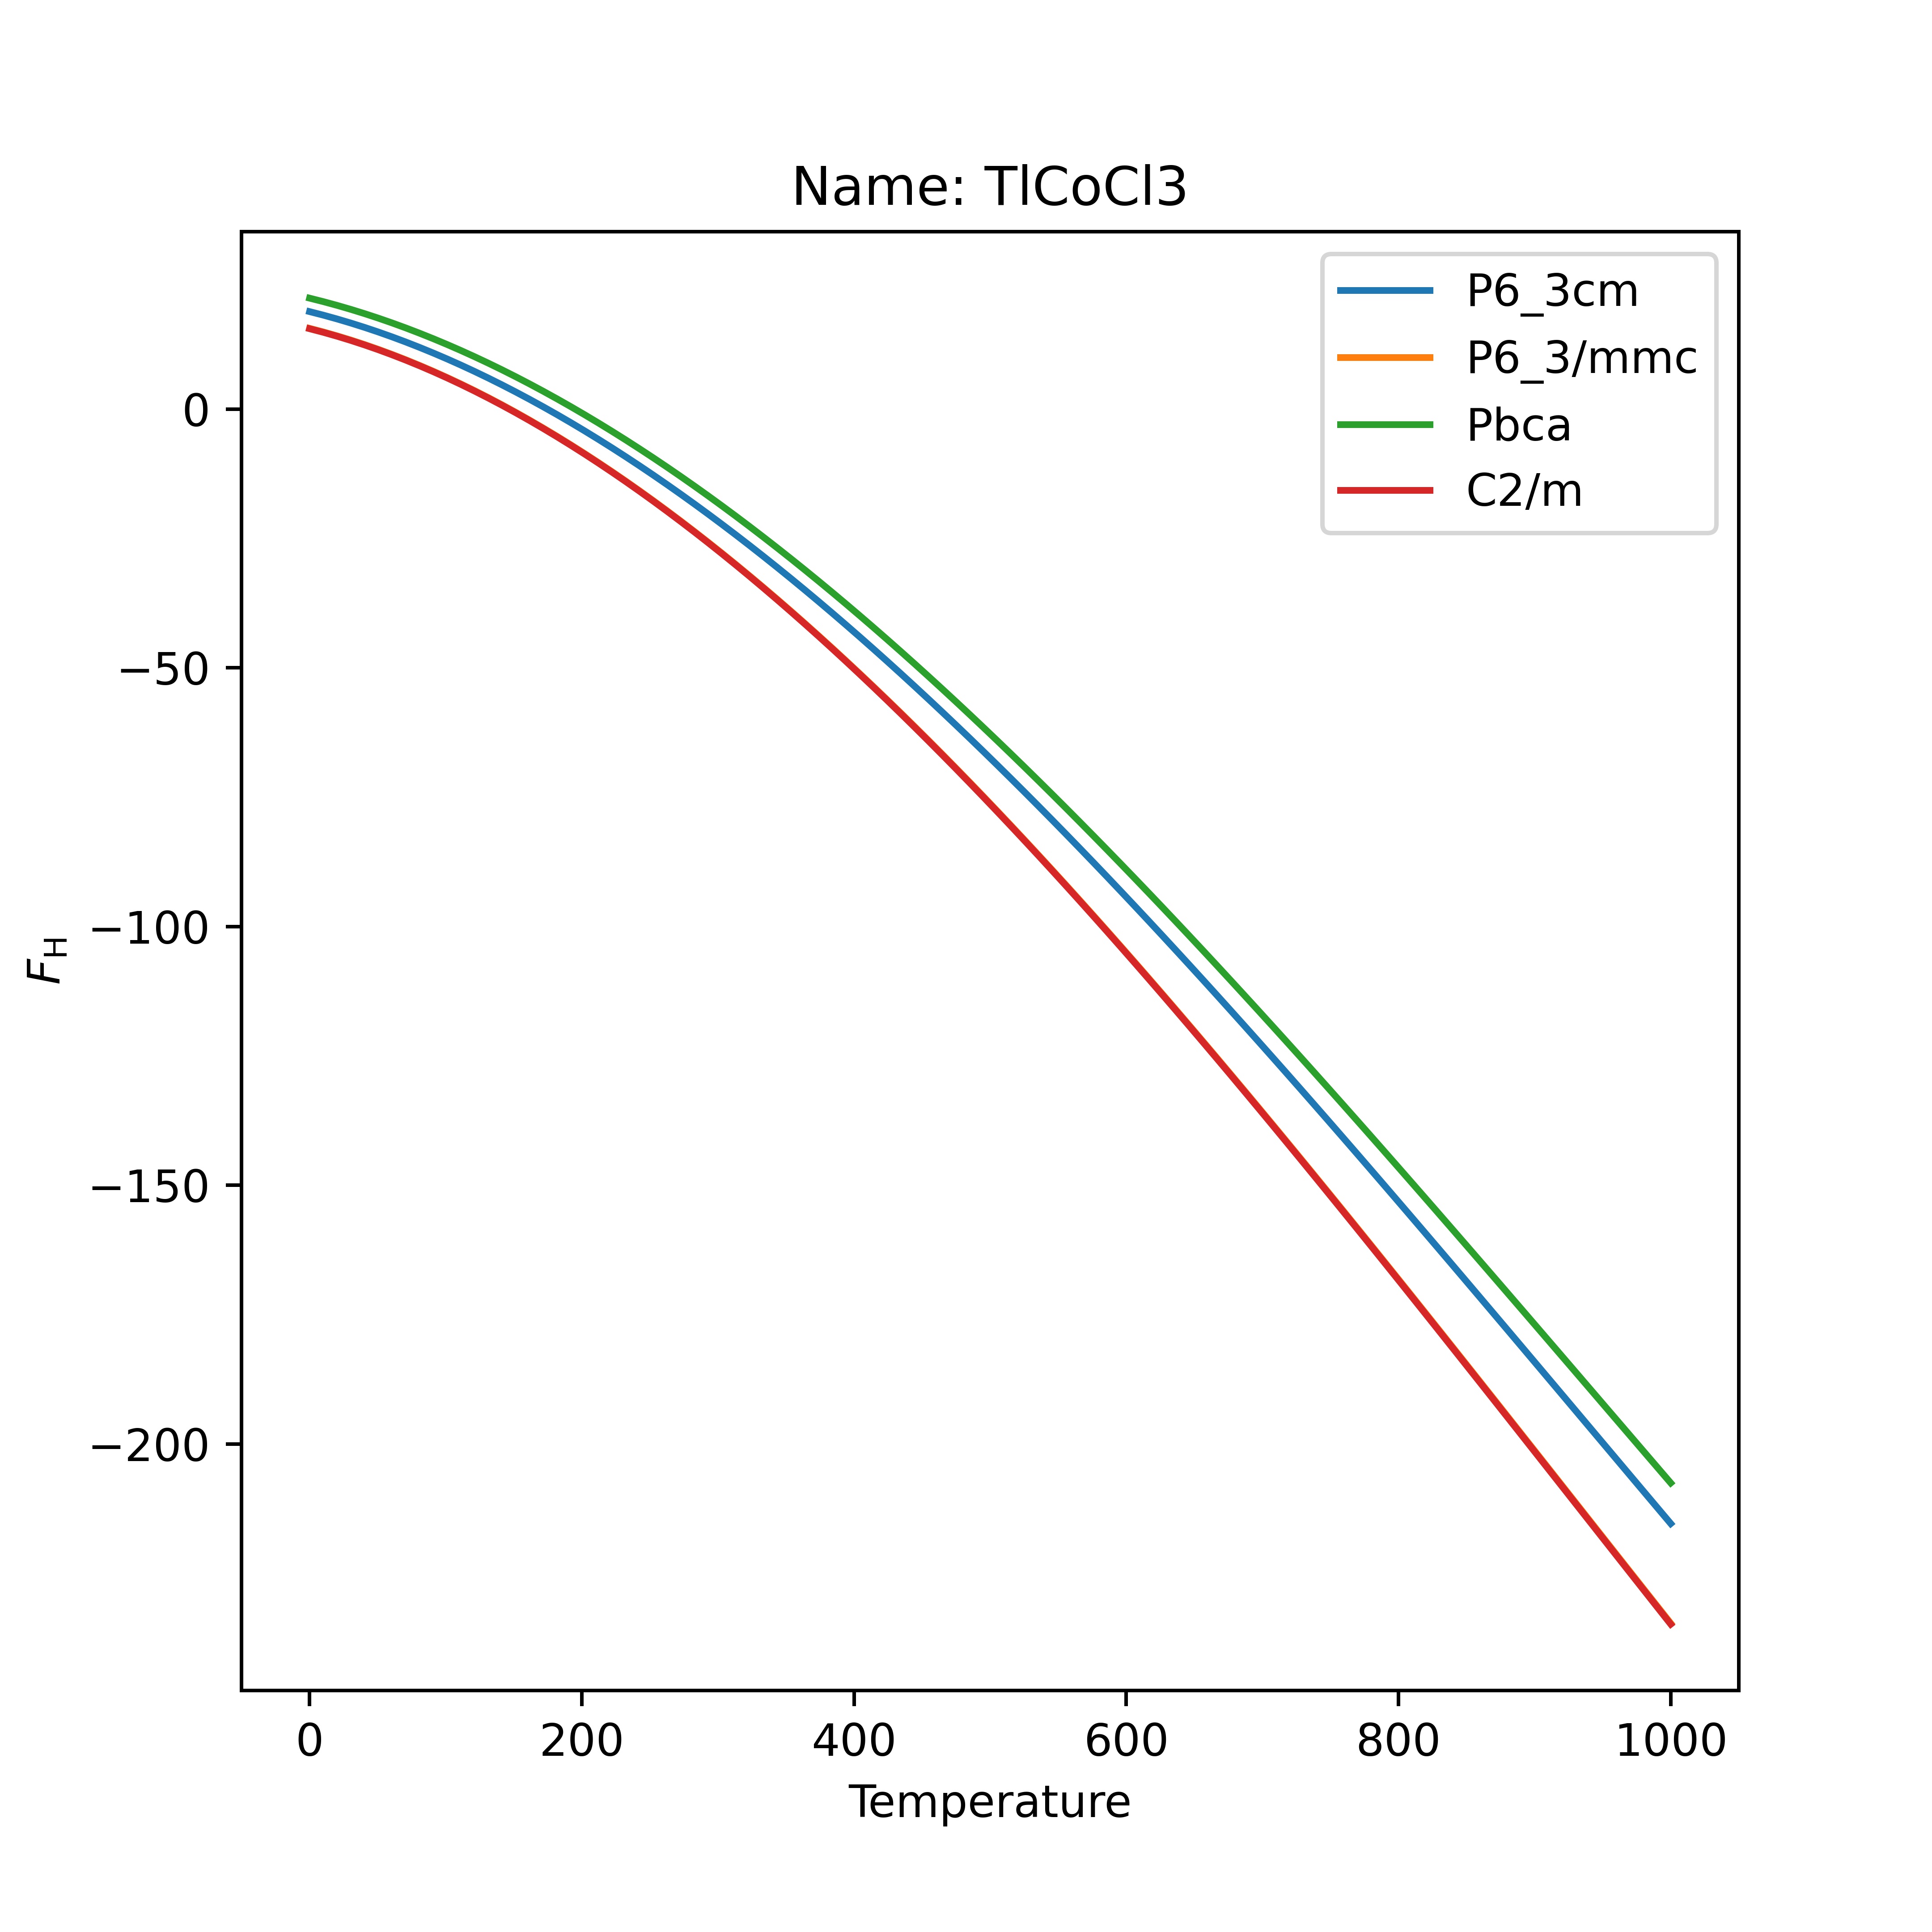 Name: TlCoCl3
P6_3cm
P6_3/mmc
Pbca
C2/m
0
−50
−100
−150
−200
F_H
0 200 400 600 800 1000
Temperature